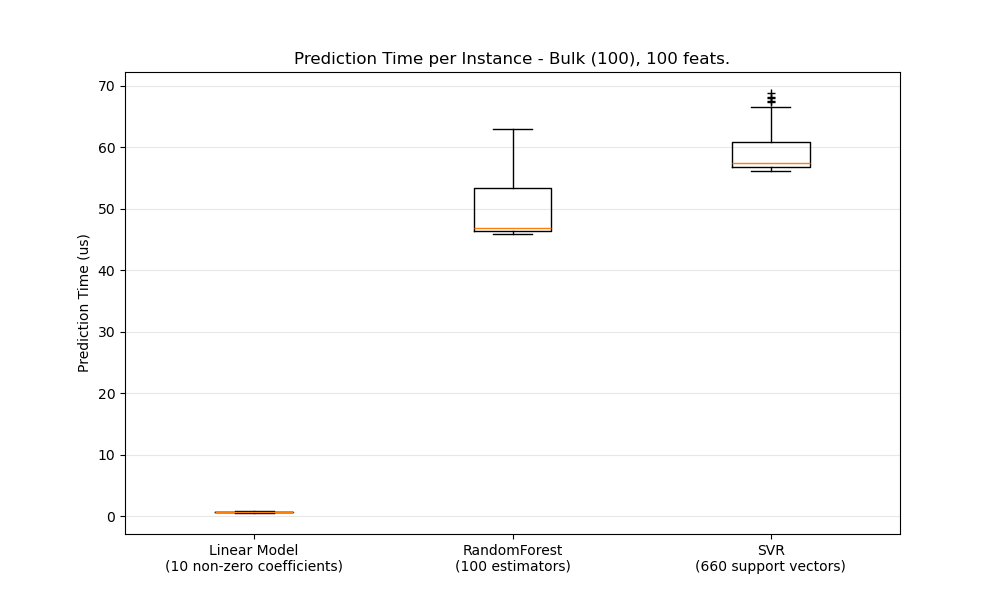 Prediction Time per Instance - Bulk (100), 100 feats.
Prediction Time (us)
70
60
50
40
30
20
10
0
Linear Model
(10 non-zero coefficients)
RandomForest
(100 estimators)
SVR
(660 support vectors)